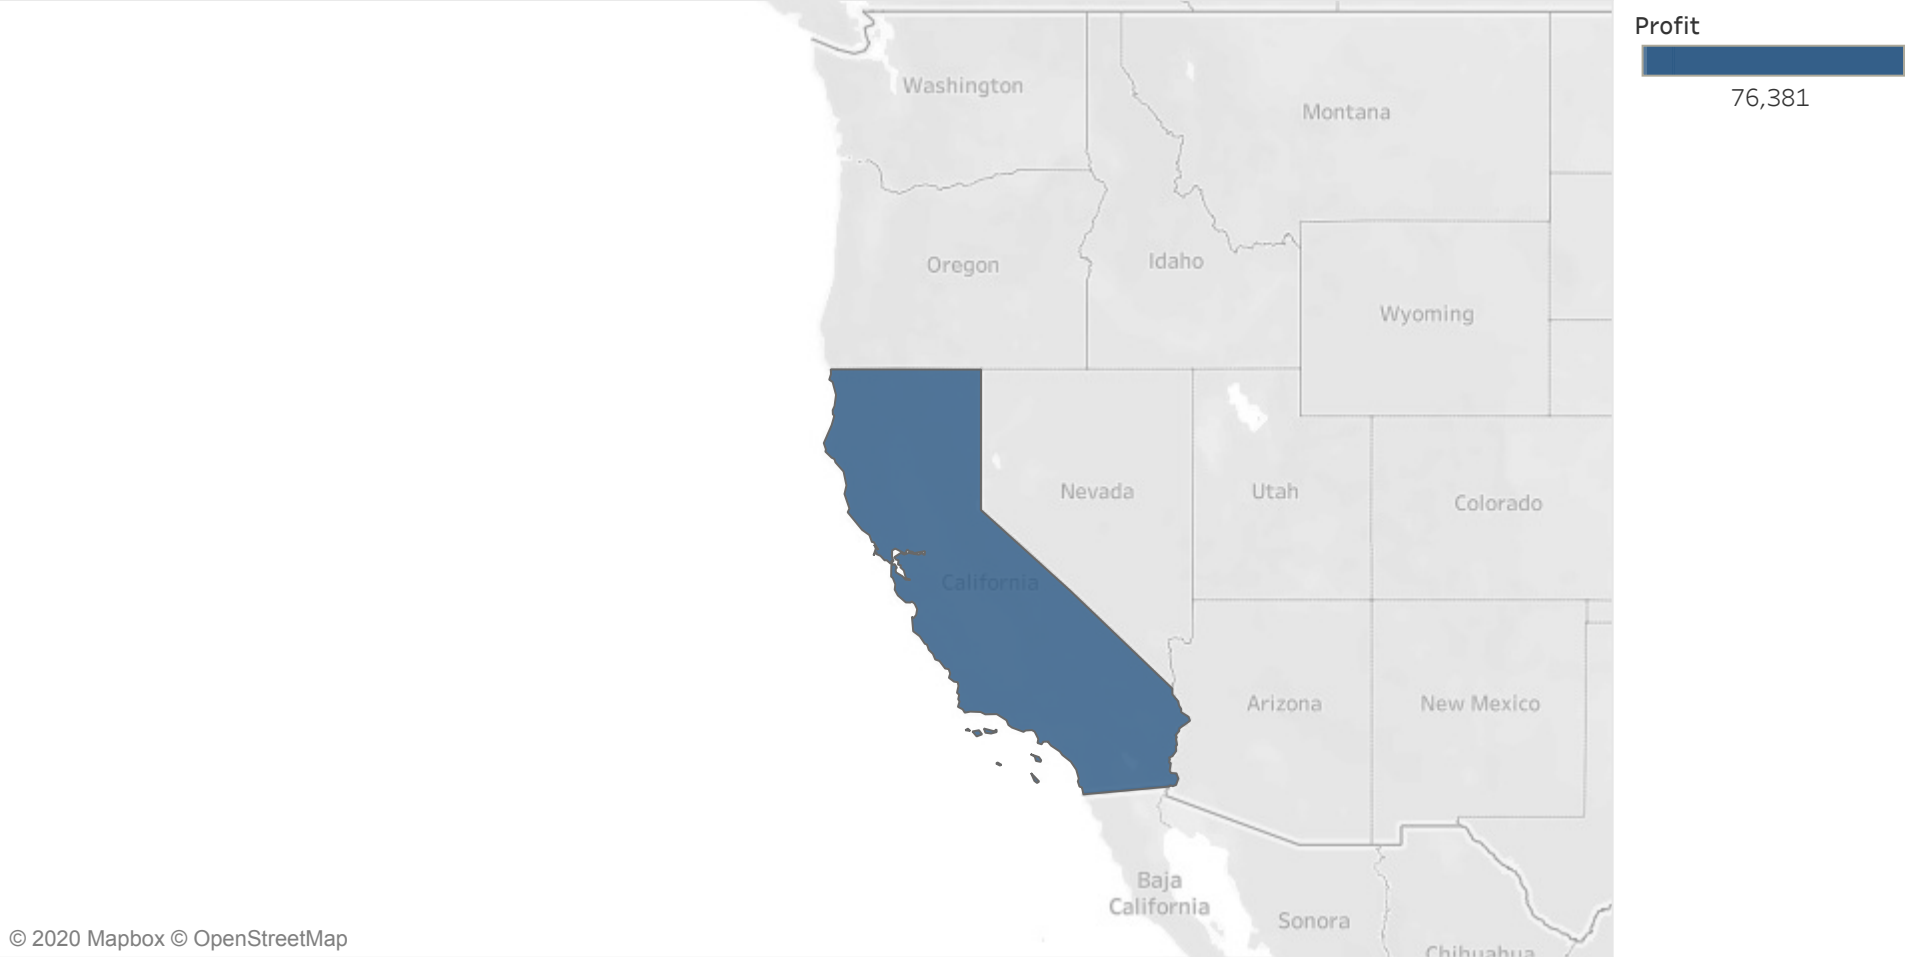 Profit
76,381
Washington
Montana
Oregon
Idaho
Wyoming
Nevada
Utah
Colorado
California
Arizona
New Mexico
Baja
California
Sonora
Chihuahua
© 2020 Mapbox © OpenStreetMap